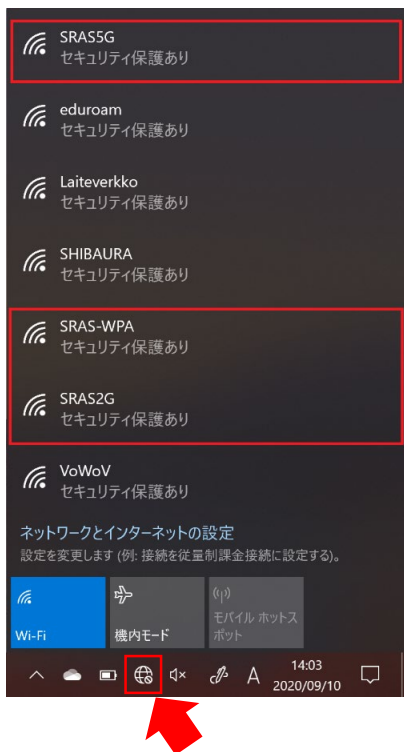 SRAS5G
セキュリティ保護あり
eduroam
セキュリティ保護あり
Laiteverkko
セキュリティ保護あり
SHIBAURA
セキュリティ保護あり
SRAS-WPA
セキュリティ保護あり
SRAS2G
セキュリティ保護あり
VoWoV
セキュリティ保護あり
ネットワークとインターネットの設定
設定を変更します (例: 接続を従量制課金接続に設定する)。
Wi-Fi
機内モード
モバイル ホットス
ポット
A
14:03
2020/09/10